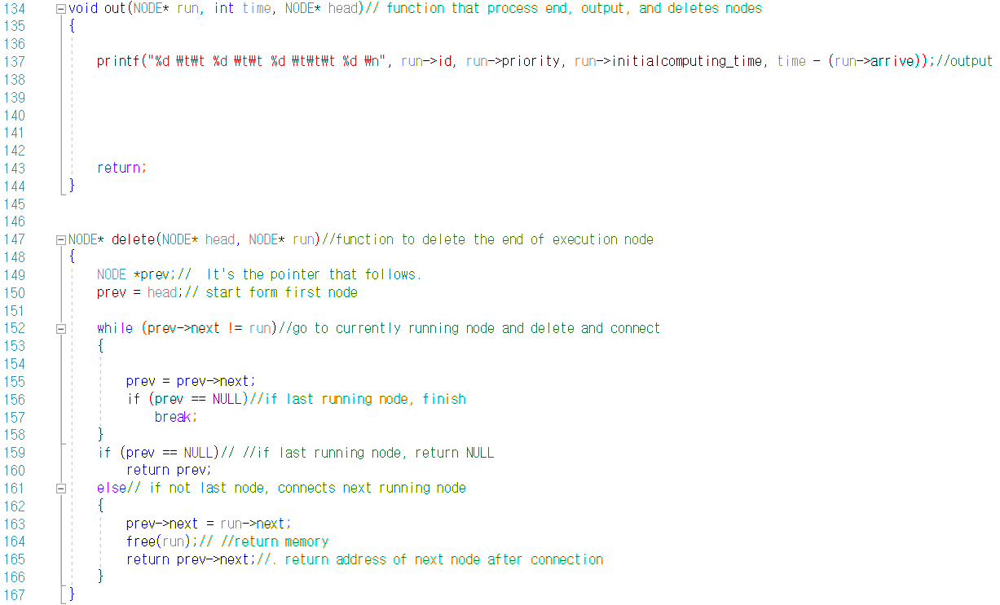 134 void out(NODE* run, int time, NODE* head)// function that process end, output, and deletes nodes
135 {
136
137 printf("%d ₩t₩t %d ₩t₩t %d ₩t₩t₩t %d ₩n", run->id, run->priority, run->initialcomputing_time, time - (run->arrive));//output
138
139
140
141
142
143 return;
144 }
145
146
147 NODE* delete(NODE* head, NODE* run)//function to delete the end of execution node
148 {
149 NODE *prev;//  It's the pointer that follows.
150 prev = head;// start form first node
151
152 while (prev->next != run)//go to currently running node and delete and connect
153 {
154
155 prev = prev->next;
156 if (prev == NULL)//if last running node, finish
157 break;
158 }
159 if (prev == NULL)// //if last running node, return NULL
160 return prev;
161 else// if not last node, connects next running node
162 {
163 prev->next = run->next;
164 free(run);// //return memory
165 return prev->next;//. return address of next node after connection
166 }
167 }